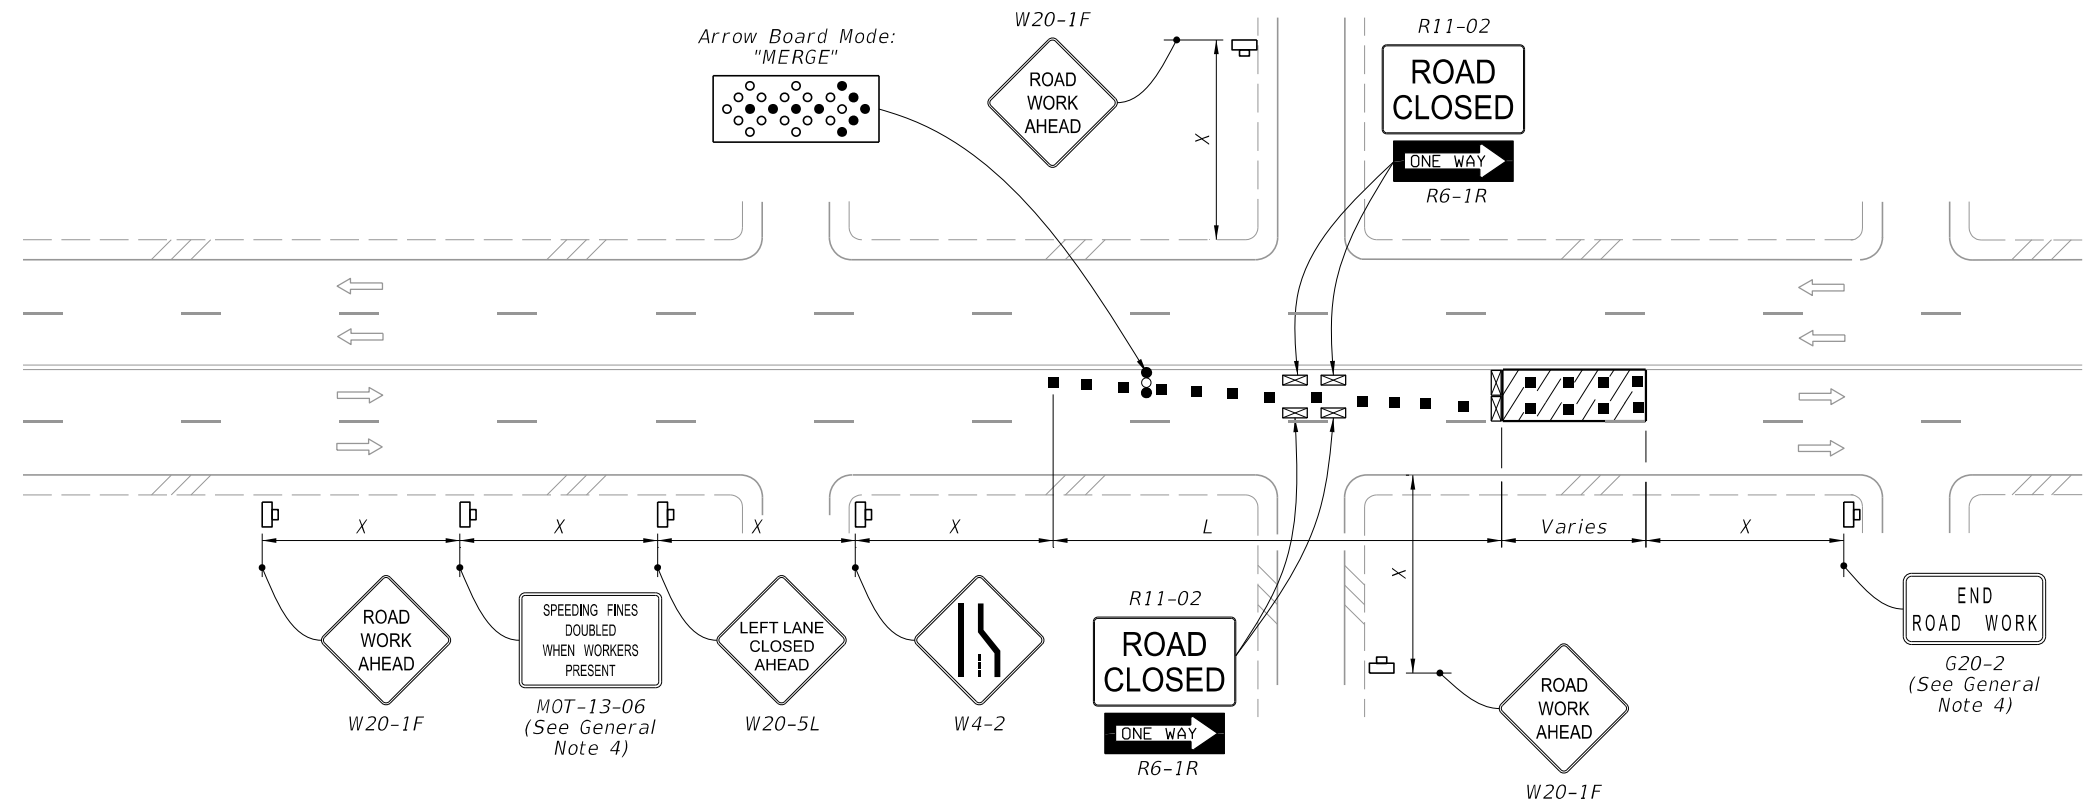 Arrow Board Mode:
"MERGE"
W20-1F
ROAD
WORK
AHEAD
X
R11-02
ROAD
CLOSED
ONE WAY
R6-1R
X
X
X
X
L
Varies
X
X
ROAD
WORK
AHEAD
W20-1F
SPEEDING FINES
DOUBLED
WHEN WORKERS
PRESENT
MOT-13-06
(See General
Note 4)
LEFT LANE
CLOSED
AHEAD
W20-5L
W4-2
R11-02
ROAD
CLOSED
ONE WAY
R6-1R
ROAD
WORK
AHEAD
W20-1F
END
ROAD WORK
G20-2
(See General
Note 4)